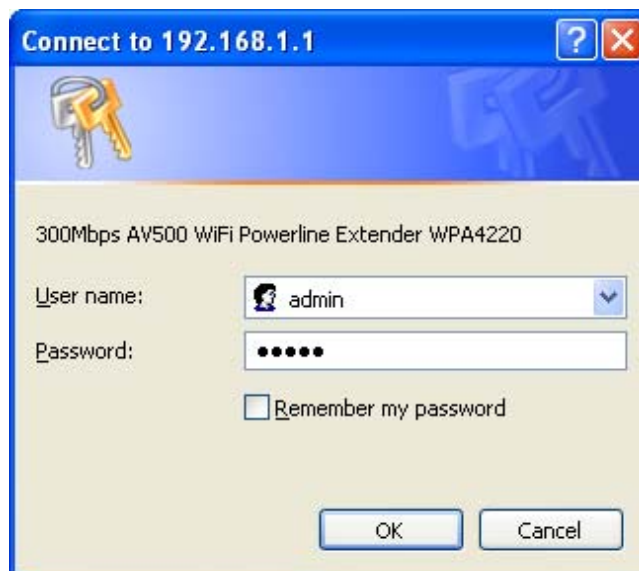 Connect to 192.168.1.1
300Mbps AV500 WiFi Powerline Extender WPA4220
User name:
admin
Password:
•••••
Remember my password
OK
Cancel